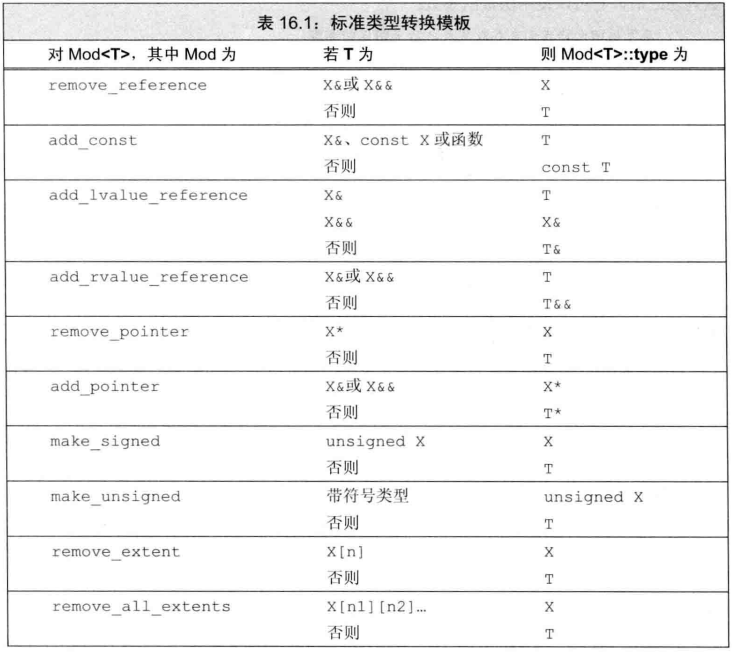 表 16.1：标准类型转换模板
对 Mod<T>，其中 Mod 为 若 T 为 则 Mod<T>::type 为
remove_reference X&或 X&& X
否则 T
add_const X&、const X 或函数 T
否则 const T
add_lvalue_reference X& T
X&& X&
否则 T&
add_rvalue_reference X&或 X&& T
否则 T&&
remove_pointer X* X
否则 T
add_pointer X&或 X&& X*
否则 T*
make_signed unsigned X X
否则 T
make_unsigned 带符号类型 unsigned X
否则 T
remove_extent X[n] X
否则 T
remove_all_extents X[n1][n2]… X
否则 T